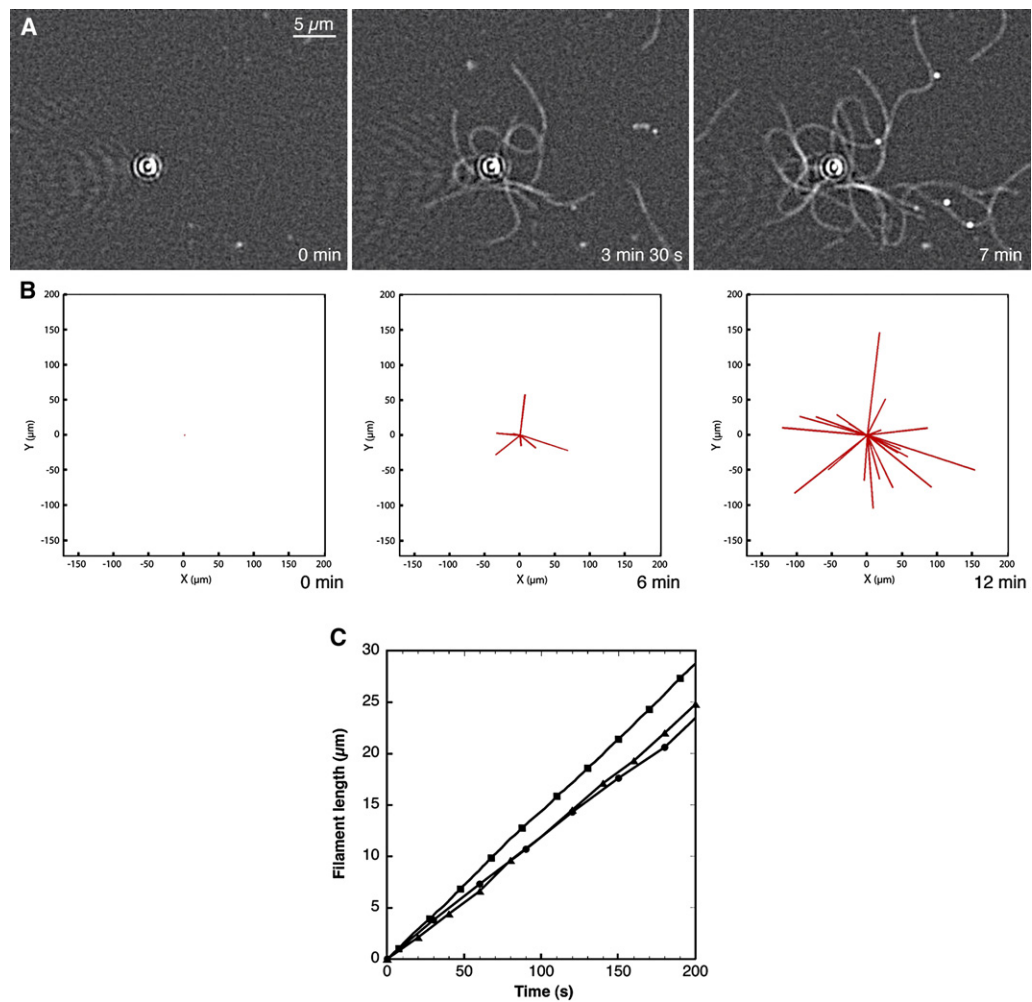 A
5 µm
0 min
3 min 30 s
7 min
B
200
150
100
50
0
-50
-100
-150
Y (µm)
-150 -100 -50 0 50 100 150 200
X (µm)
0 min
200
150
100
50
0
-50
-100
-150
Y (µm)
-150 -100 -50 0 50 100 150 200
X (µm)
6 min
200
150
100
50
0
-50
-100
-150
Y (µm)
-150 -100 -50 0 50 100 150 200
X (µm)
12 min
C
30
25
20
15
10
5
0
Filament length (µm)
0 50 100 150 200
Time (s)